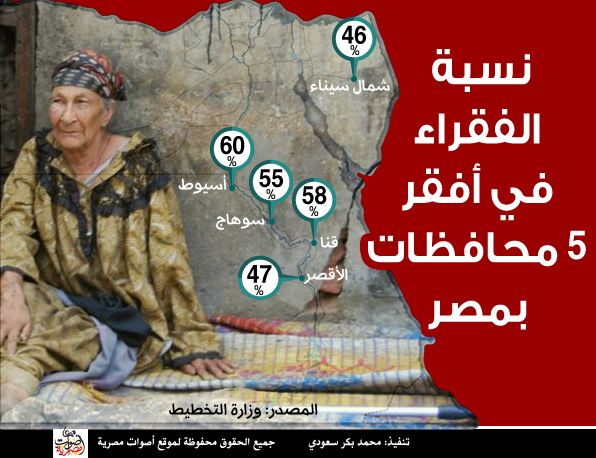 نسبة
الفقراء
في أفقر
5 محافظات
بمصر
46
%
شمال سيناء
60
%
أسيوط
55
%
سوهاج
58
%
قنا
47
%
الأقصر
المصدر: وزارة التخطيط
تنفيذ: محمد بكر سعودي
جميع الحقوق محفوظة لموقع أصوات مصرية
أصوات
مصرية